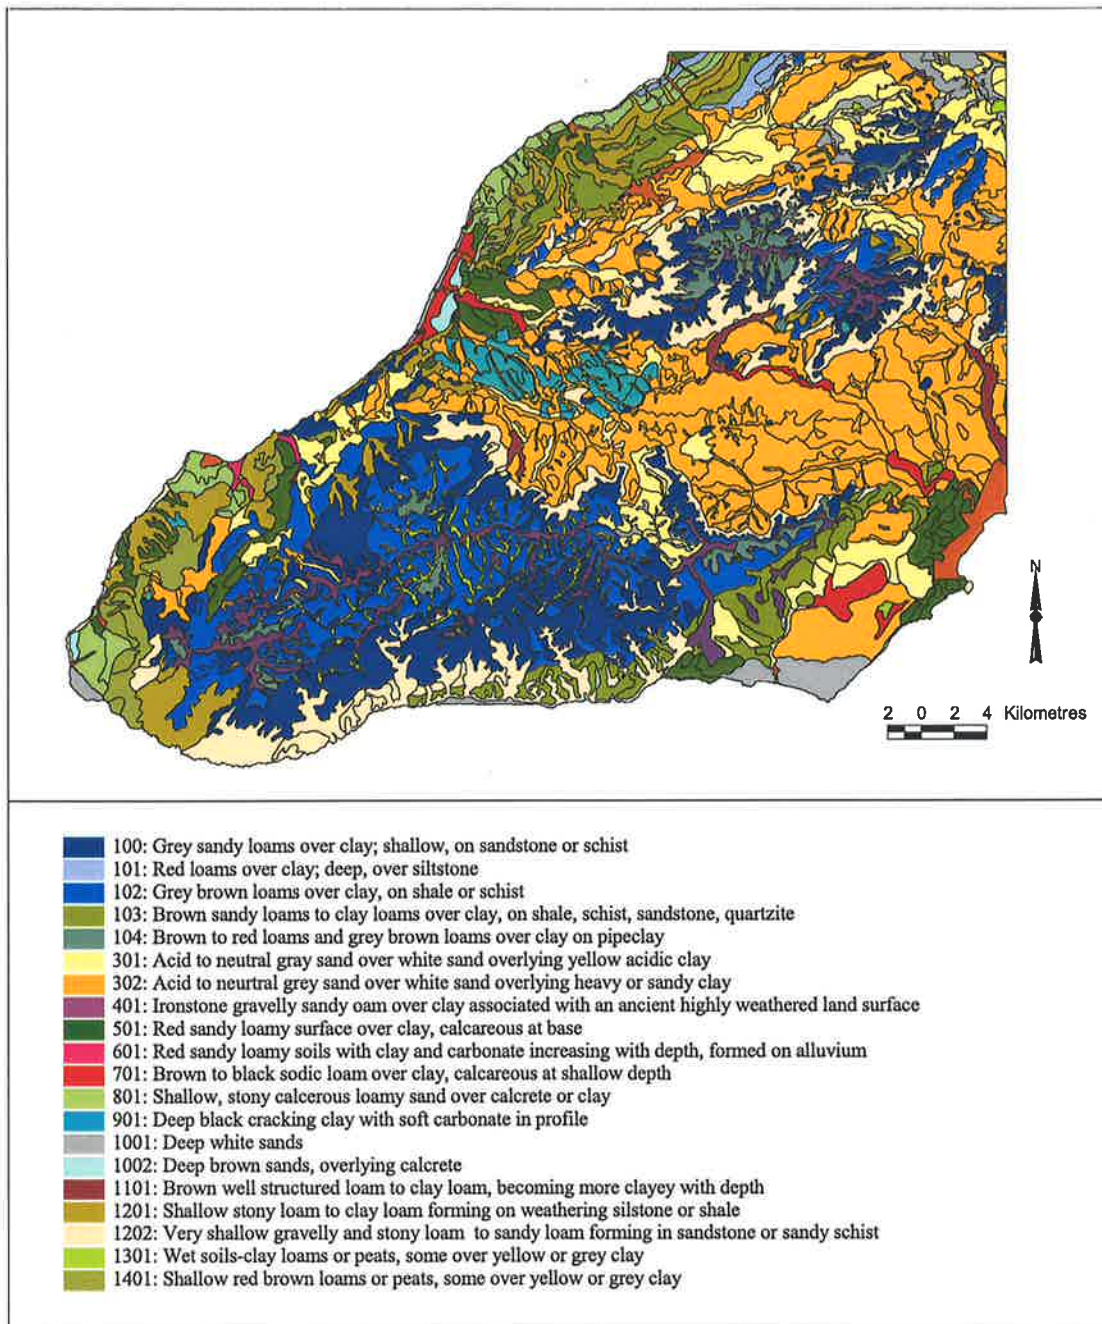 N
2 0 2 4 Kilometres
100: Grey sandy loams over clay; shallow, on sandstone or schist
101: Red loams over clay; deep, over siltstone
102: Grey brown loams over clay, on shale or schist
103: Brown sandy loams to clay loams over clay, on shale, schist, sandstone, quartzite
104: Brown to red loams and grey brown loams over clay on pipeclay
301: Acid to neutral gray sand over white sand overlying yellow acidic clay
302: Acid to neurtral grey sand over white sand overlying heavy or sandy clay
401: Ironstone gravelly sandy oam over clay associated with an ancient highly weathered land surface
501: Red sandy loamy surface over clay, calcareous at base
601: Red sandy loamy soils with clay and carbonate increasing with depth, formed on alluvium
701: Brown to black sodic loam over clay, calcareous at shallow depth
801: Shallow, stony calcerous loamy sand over calcrete or clay
901: Deep black cracking clay with soft carbonate in profile
1001: Deep white sands
1002: Deep brown sands, overlying calcrete
1101: Brown well structured loam to clay loam, becoming more clayey with depth
1201: Shallow stony loam to clay loam forming on weathering silstone or shale
1202: Very shallow gravelly and stony loam to sandy loam forming in sandstone or sandy schist
1301: Wet soils-clay loams or peats, some over yellow or grey clay
1401: Shallow red brown loams or peats, some over yellow or grey clay